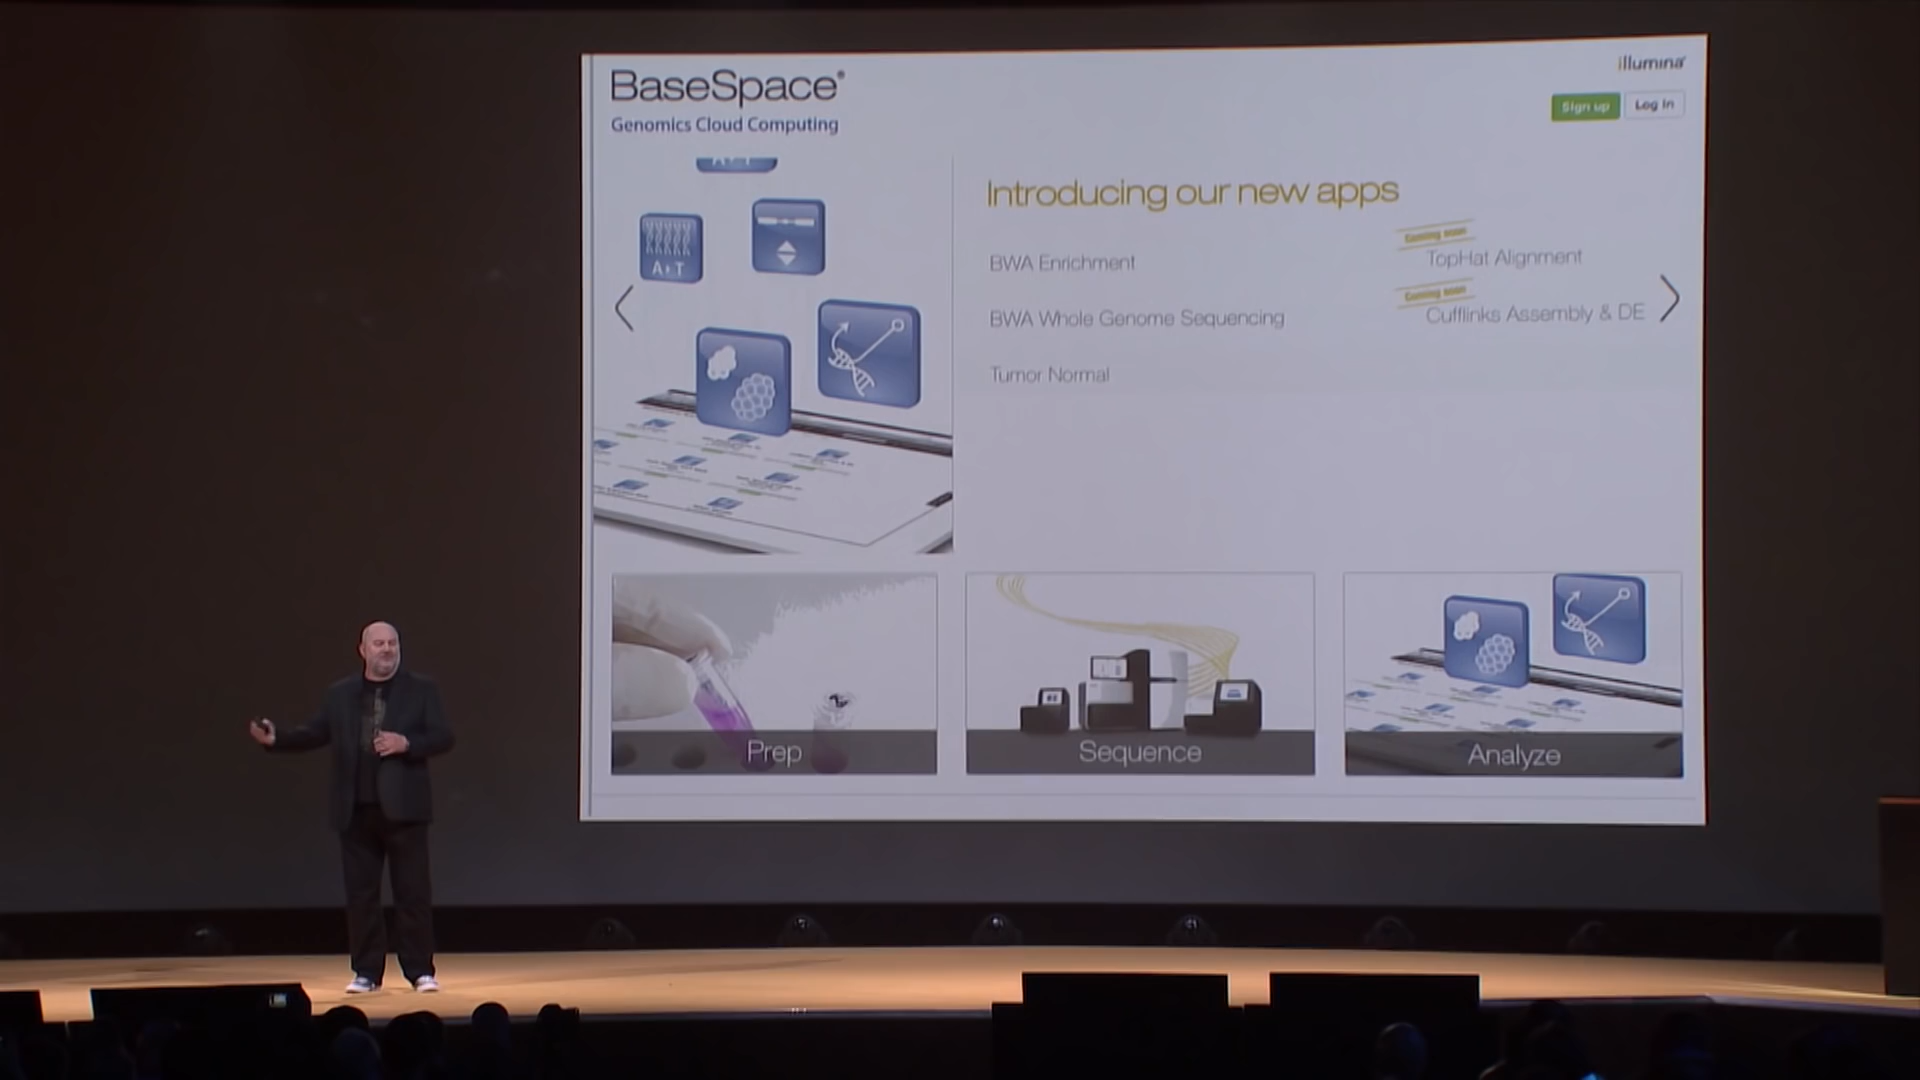 BaseSpace®
Genomics Cloud Computing
illumina®
Sign up
Log in
A+T
A+T
Introducing our new apps
BWA Enrichment
BWA Whole Genome Sequencing
Tumor Normal
Coming soon
TopHat Alignment
Coming soon
Cufflinks Assembly & DE
Prep
Sequence
Analyze